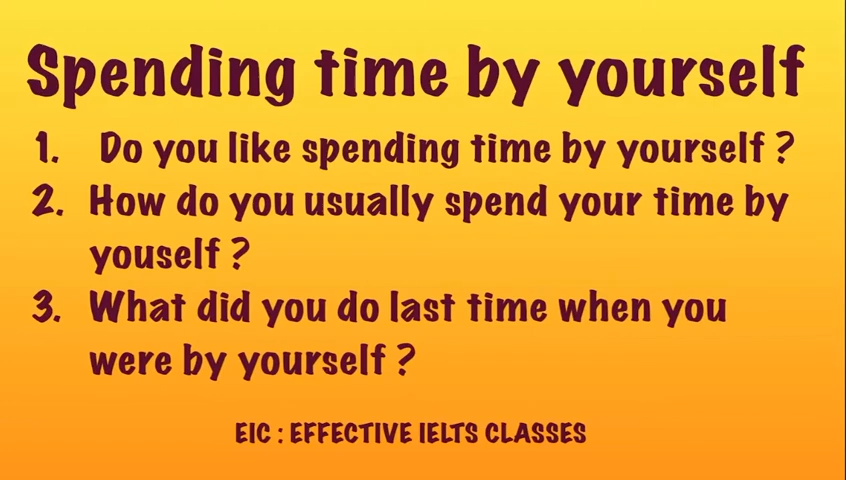 Spending time by yourself
1. Do you like spending time by yourself ?
2. How do you usually spend your time by
youself ?
3. What did you do last time when you
were by yourself ?
EIC : EFFECTIVE IELTS CLASSES